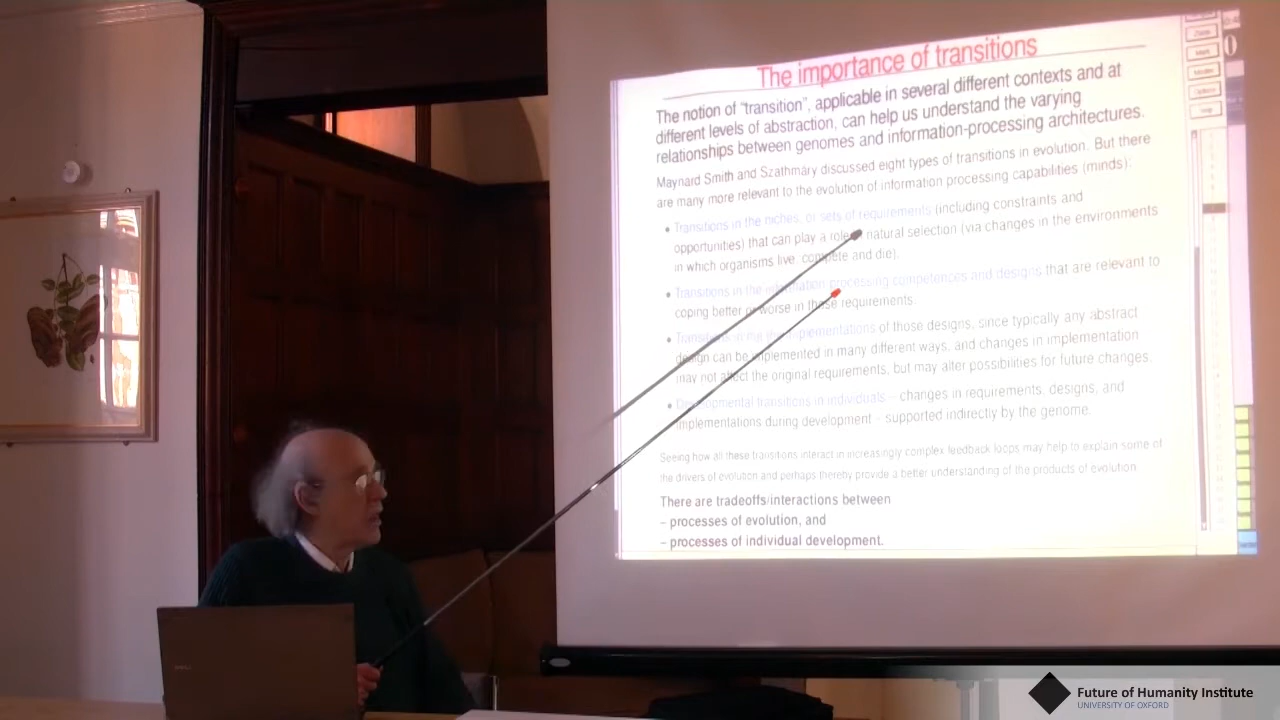 The importance of transitions
The notion of "transition", applicable in several different contexts and at
different levels of abstraction, can help us understand the varying
relationships between genomes and information-processing architectures.
Maynard Smith and Szathmáry discussed eight types of transitions in evolution. But there
are many more relevant to the evolution of information processing capabilities (minds):
• Transitions in the niches, or sets of requirements (including constraints and
opportunities) that can play a role natural selection (via changes in the environments
in which organisms live, compete and die).
• Transitions in the information processing competences and designs that are relevant to
coping better or worse in those requirements.
• Transitions in the implementations of those designs, since typically any abstract
design can be implemented in many different ways, and changes in implementation
may not affect the original requirements, but may alter possibilities for future changes.
• Developmental transitions in individuals – changes in requirements, designs, and
implementations during development – supported indirectly by the genome.
Seeing how all these transitions interact in increasingly complex feedback loops may help to explain some of
the drivers of evolution and perhaps thereby provide a better understanding of the products of evolution
There are tradeoffs/interactions between
– processes of evolution, and
– processes of individual development.
DELL
Future of Humanity Institute
UNIVERSITY OF OXFORD